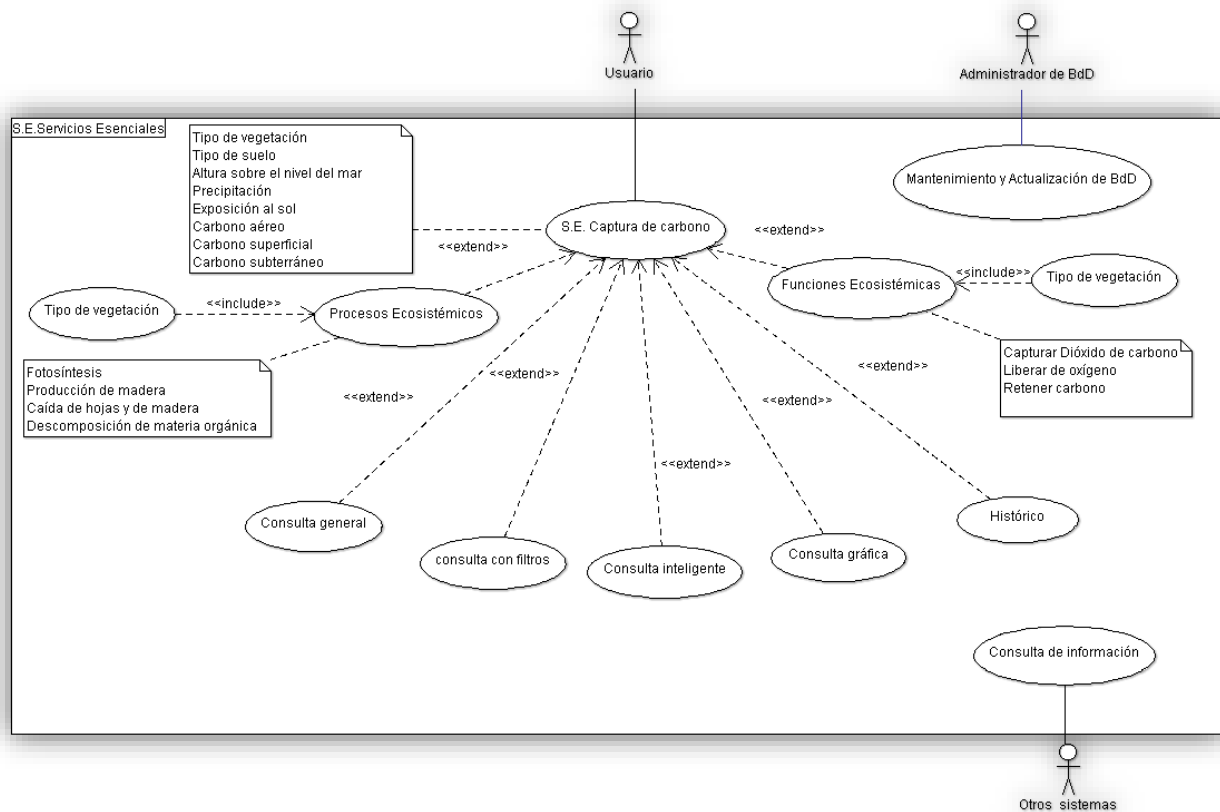 Usuario
Administrador de BdD
S.E.Servicios Esenciales
Tipo de vegetación
Tipo de suelo
Altura sobre el nivel del mar
Precipitación
Exposición al sol
Carbono aéreo
Carbono superficial
Carbono subterráneo
Mantenimiento y Actualización de BdD
S.E. Captura de carbono
<<extend>>
<<extend>>
Funciones Ecosistémicas
<<include>>
Tipo de vegetación
Tipo de vegetación
<<include>>
Procesos Ecosistémicos
Fotosíntesis
Producción de madera
Caída de hojas y de madera
Descomposición de materia orgánica
Capturar Dióxido de carbono
Liberar de oxígeno
Retener carbono
<<extend>>
<<extend>>
<<extend>>
<<extend>>
<<extend>>
Consulta general
consulta con filtros
Consulta inteligente
Consulta gráfica
Histórico
Consulta de información
Otros sistemas